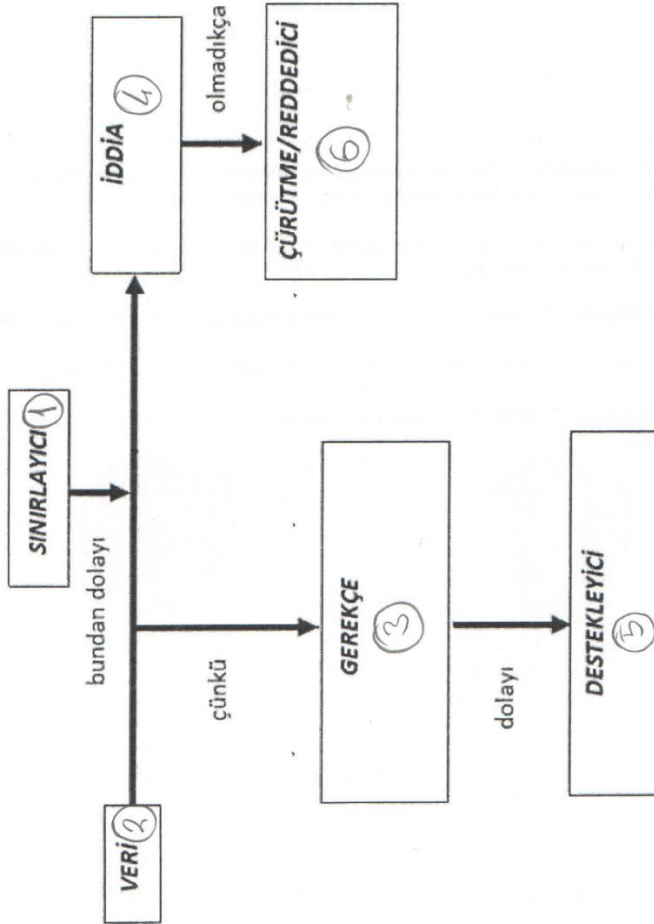 SINIRLAYICI 1
VERİ 2
bundan dolayı
İDDİA 4
çünkü
olmadıkça
GEREKÇE
3
ÇÜRÜTME/REDDEDİCİ
6
dolayı
DESTEKLEYİCİ
5